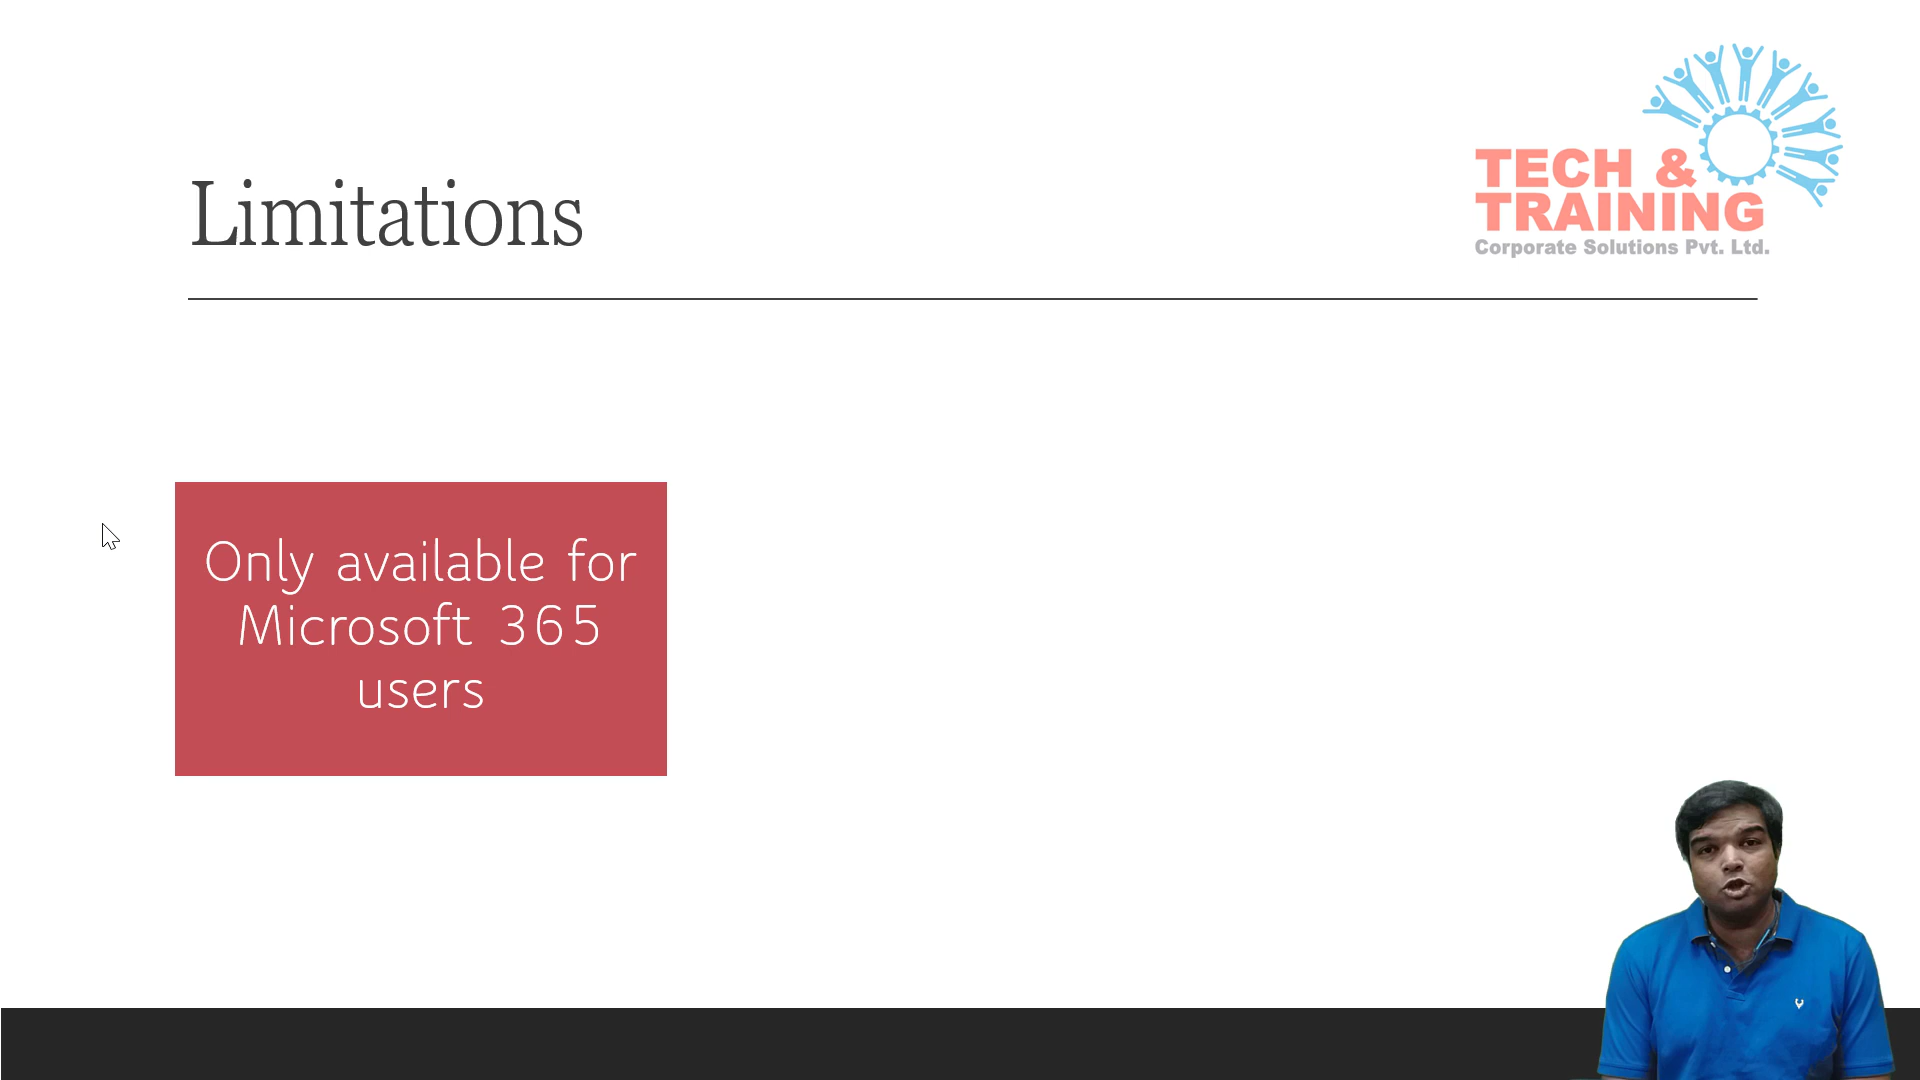 TECH &
TRAINING
Corporate Solutions Pvt. Ltd.
Limitations
Only available for
Microsoft 365
users